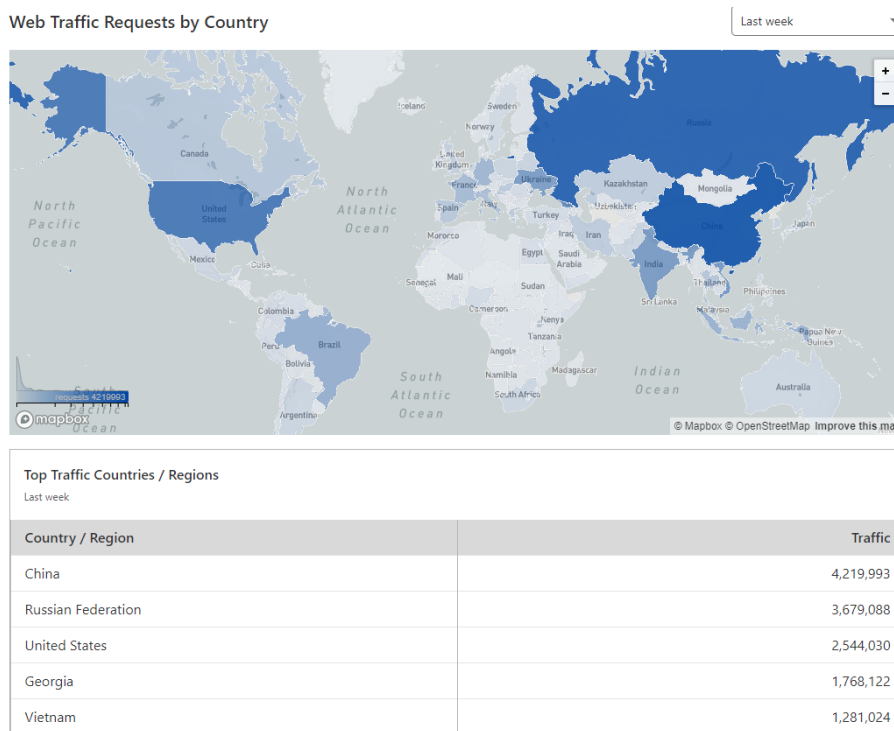 Web Traffic Requests by Country
Last week
+
−
Iceland
Sweden
Norway
Russia
Canada
United
Kingdom
France
Ukraine
Kazakhstan
Mongolia
North
Pacific
Ocean
United
States
North
Atlantic
Ocean
Spain
Italy
Turkey
Uzbekistan
China
Japan
Morocco
Iraq
Iran
Mexico
Cuba
Egypt
Saudi
Arabia
India
Senegal
Mali
Sudan
Thailand
Philippines
Sri Lanka
Colombia
Cameroon
Malaysia
Kenya
Peru
Brazil
Tanzania
Papua New
Guinea
Bolivia
Angola
Namibia
Madagascar
South
Atlantic
Ocean
Indian
Ocean
South Africa
Australia
Argentina
South
Pacific
Ocean
requests 4219993
mapbox
© Mapbox © OpenStreetMap Improve this ma
Top Traffic Countries / Regions
Last week
Country / Region Traffic
China 4,219,993
Russian Federation 3,679,088
United States 2,544,030
Georgia 1,768,122
Vietnam 1,281,024